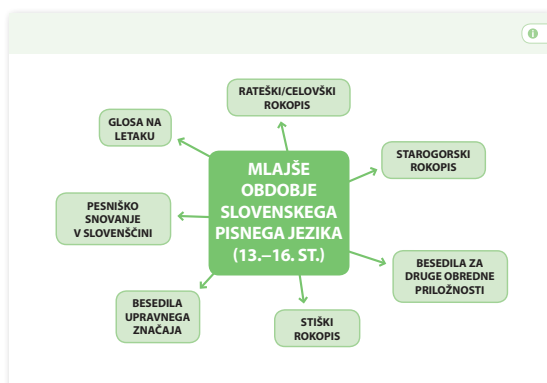 RATEŠKI/CELOVŠKI
ROKOPIS
GLOSA NA
LETAKU
STAROGORSKI
ROKOPIS
MLAJŠE
OBDOBJE
SLOVENSKEGA
PISNEGA JEZIKA
(13.–16. ST.)
PESNIŠKO
SNOVANJE
V SLOVENŠČINI
BESEDILA ZA
DRUGE OBREDNE
PRILOŽNOSTI
BESEDILA
UPRAVNEGA
ZNAČAJA
STIŠKI
ROKOPIS